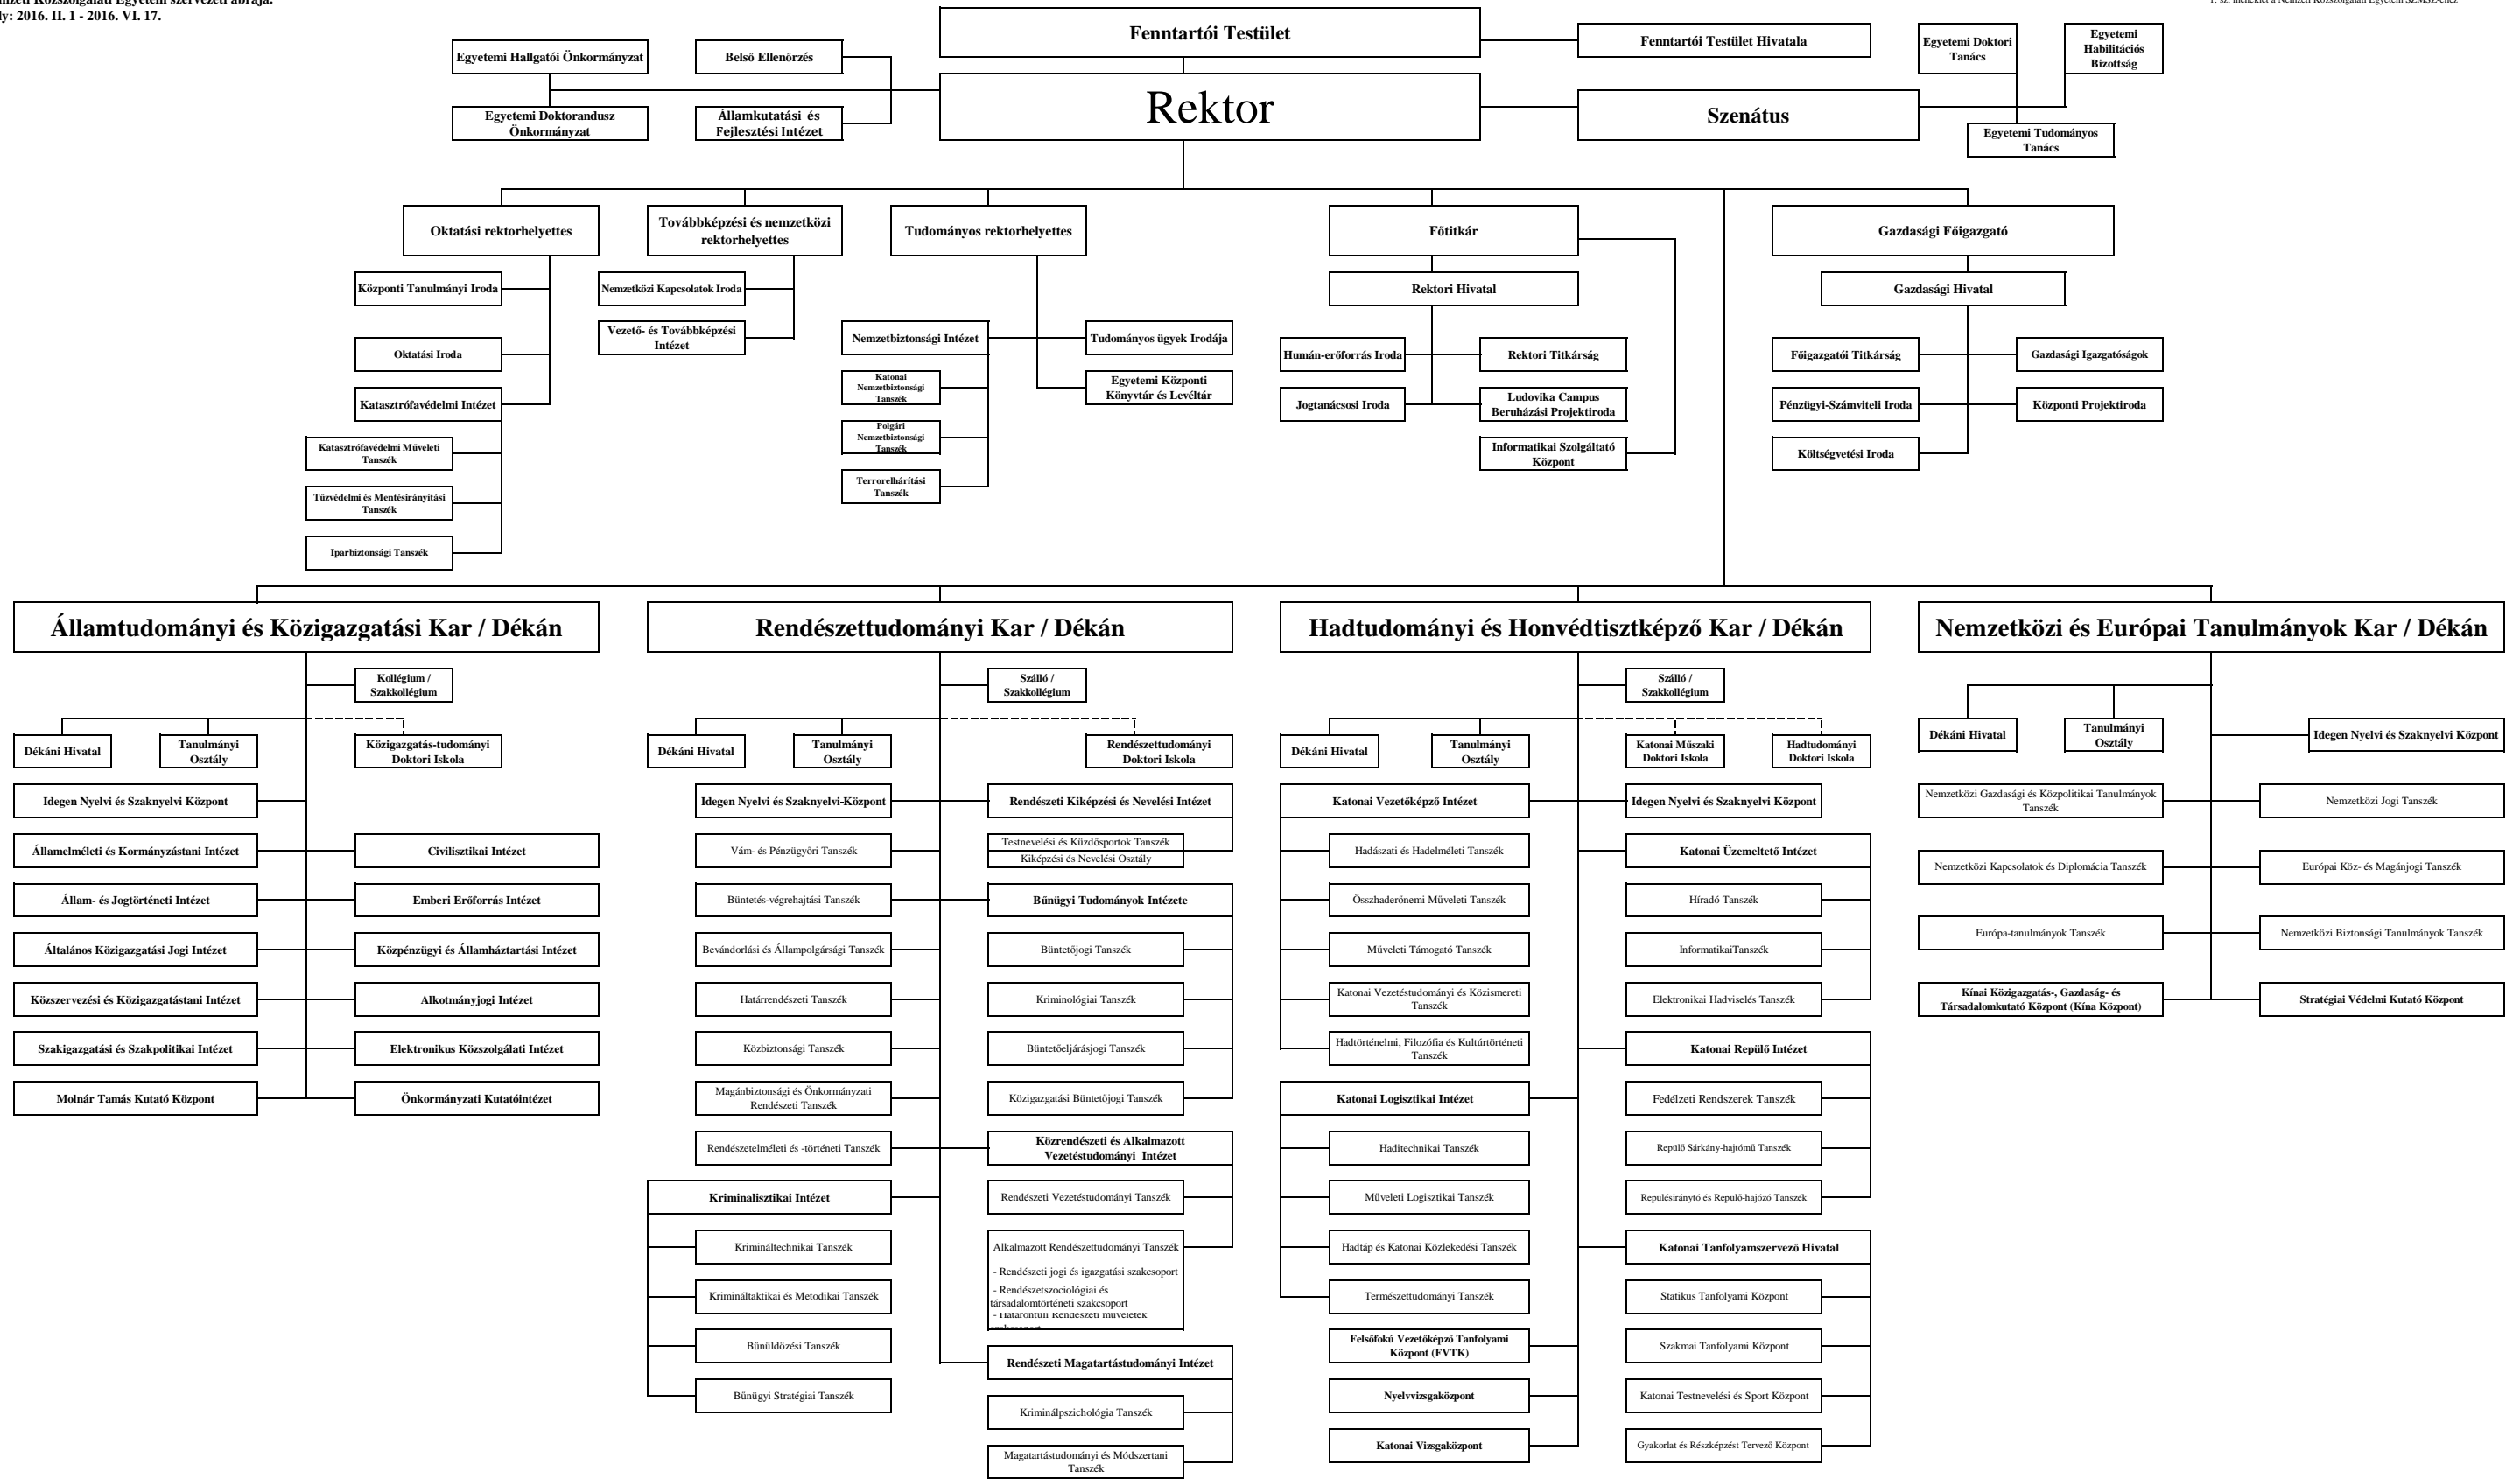 Közszolgálati Egyetem szervezeti ábrája.
2016. II. 1 - 2016. VI. 17.
Fenntartói Testület
Fenntartói Testület Hivatala
Egyetemi Doktori
Tanács
Egyetemi
Habilitációs
Bizottság
Egyetemi Hallgatói Önkormányzat
Belső Ellenőrzés
Rektor
Szenátus
Egyetemi Doktorandusz
Önkormányzat
Államkutatási és
Fejlesztési Intézet
Egyetemi Tudományos
Tanács
Oktatási rektorhelyettes
Továbbképzési és nemzetközi
rektorhelyettes
Tudományos rektorhelyettes
Főtitkár
Gazdasági Főigazgató
Központi Tanulmányi Iroda
Nemzetközi Kapcsolatok Iroda
Rektori Hivatal
Gazdasági Hivatal
Oktatási Iroda
Vezető- és Továbbképzési
Intézet
Nemzetbiztonsági Intézet
Tudományos ügyek Irodája
Humán-erőforrás Iroda
Rektori Titkárság
Főigazgatói Titkárság
Gazdasági Igazgatóságok
Katasztrófavédelmi Intézet
Katonai
Nemzetbiztonsági
Tanszék
Egyetemi Központi
Könyvtár és Levéltár
Jogtanácsosi Iroda
Ludovika Campus
Beruházási Projektiroda
Pénzügyi-Számviteli Iroda
Központi Projektiroda
Katasztrófavédelmi Műveleti
Tanszék
Polgári
Nemzetbiztonsági
Tanszék
Informatikai Szolgáltató
Központ
Költségvetési Iroda
Tűzvédelmi és Mentésirányítási
Tanszék
Terrorelhárítási
Tanszék
Iparbiztonsági Tanszék
Államtudományi és Közigazgatási Kar / Dékán
Kollégium /
Szakkollégium
Dékáni Hivatal
Tanulmányi
Osztály
Közigazgatás-tudományi
Doktori Iskola
Idegen Nyelvi és Szaknyelvi Központ
Államelméleti és Kormányzástani Intézet
Civilisztikai Intézet
Állam- és Jogtörténeti Intézet
Emberi Erőforrás Intézet
Általános Közigazgatási Jogi Intézet
Közpénzügyi és Államháztartási Intézet
Közszervezési és Közigazgatástani Intézet
Alkotmányjogi Intézet
Szakigazgatási és Szakpolitikai Intézet
Elektronikus Közszolgálati Intézet
Molnár Tamás Kutató Központ
Önkormányzati Kutatóintézet
Rendészettudományi Kar / Dékán
Szálló /
Szakkollégium
Dékáni Hivatal
Tanulmányi
Osztály
Rendészettudományi
Doktori Iskola
Idegen Nyelvi és Szaknyelvi-Központ
Rendészeti Kiképzési és Nevelési Intézet
Vám- és Pénzügyőri Tanszék
Testnevelési és Küzdősportok Tanszék
Kiképzési és Nevelési Osztály
Büntetés-végrehajtási Tanszék
Bűnügyi Tudományok Intézete
Bevándorlási és Állampolgársági Tanszék
Büntetőjogi Tanszék
Határrendészeti Tanszék
Kriminológiai Tanszék
Közbiztonsági Tanszék
Büntetőeljárásjogi Tanszék
Magánbiztonsági és Önkormányzati
Rendészeti Tanszék
Közigazgatási Büntetőjogi Tanszék
Rendészetelméleti és -történeti Tanszék
Közrendészeti és Alkalmazott
Vezetéstudományi Intézet
Kriminalisztikai Intézet
Rendészeti Vezetéstudományi Tanszék
Krimináltechnikai Tanszék
Alkalmazott Rendészettudományi Tanszék
- Rendészeti jogi és igazgatási szakcsoport
- Rendészetszociológiai és
társadalomtörténeti szakcsoport
- Határontúli Rendészeti műveletek
szakcsoport
Krimináltaktikai és Metodikai Tanszék
Bűnüldözési Tanszék
Rendészeti Magatartástudományi Intézet
Bűnügyi Stratégiai Tanszék
Kriminálpszichológia Tanszék
Magatartástudományi és Módszertani
Tanszék
Hadtudományi és Honvédtisztképző Kar / Dékán
Szálló /
Szakkollégium
Dékáni Hivatal
Tanulmányi
Osztály
Katonai Műszaki
Doktori Iskola
Hadtudományi
Doktori Iskola
Katonai Vezetőképző Intézet
Idegen Nyelvi és Szaknyelvi Központ
Hadászati és Hadelméleti Tanszék
Katonai Üzemeltető Intézet
Összhaderőnemi Műveleti Tanszék
Híradó Tanszék
Műveleti Támogató Tanszék
InformatikaiTanszék
Katonai Vezetéstudományi és Közismereti
Tanszék
Elektronikai Hadviselés Tanszék
Hadtörténelmi, Filozófia és Kultúrtörténeti
Tanszék
Katonai Repülő Intézet
Katonai Logisztikai Intézet
Fedélzeti Rendszerek Tanszék
Haditechnikai Tanszék
Repülő Sárkány-hajtómű Tanszék
Műveleti Logisztikai Tanszék
Repülésiránytó és Repülő-hajózó Tanszék
Hadtáp és Katonai Közlekedési Tanszék
Katonai Tanfolyamszervező Hivatal
Természettudományi Tanszék
Statikus Tanfolyami Központ
Felsőfokú Vezetőképző Tanfolyami
Központ (FVTK)
Szakmai Tanfolyami Központ
Nyelvvizsgaközpont
Katonai Testnevelési és Sport Központ
Katonai Vizsgaközpont
Gyakorlat és Részképzést Tervező Központ
Nemzetközi és Európai Tanulmányok Kar / Dékán
Dékáni Hivatal
Tanulmányi
Osztály
Idegen Nyelvi és Szaknyelvi Központ
Nemzetközi Gazdasági és Közpolitikai Tanulmányok
Tanszék
Nemzetközi Jogi Tanszék
Nemzetközi Kapcsolatok és Diplomácia Tanszék
Európai Köz- és Magánjogi Tanszék
Európa-tanulmányok Tanszék
Nemzetközi Biztonsági Tanulmányok Tanszék
Kínai Közigazgatás-, Gazdaság- és
Társadalomkutató Központ (Kína Központ)
Stratégiai Védelmi Kutató Központ